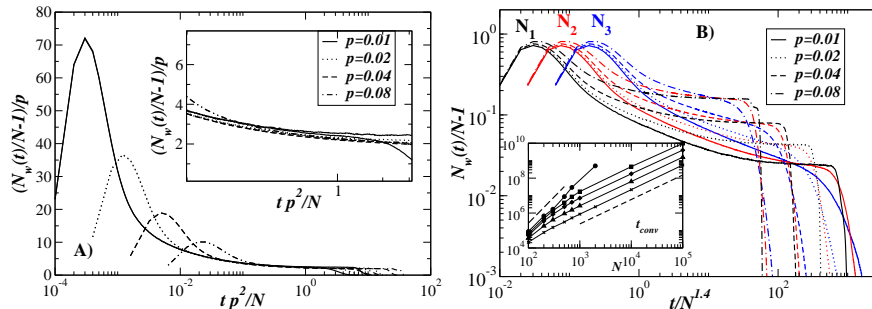 80
70
60
50
40
30
20
10
0
(N_w(t)/N-1)/p
10^-4
10^-2
10^0
10^2
t p^2/N
A)
6
4
2
(N_w(t)/N-1)/p
1
t p^2/N
p=0.01
p=0.02
p=0.04
p=0.08
10^0
10^-1
10^-2
10^-3
N_w(t)/N-1
10^-2
10^0
10^2
t/N^1.4
N_1
N_2
N_3
B)
p=0.01
p=0.02
p=0.04
p=0.08
10^10
10^8
10^6
10^4
10^2
10^3
10^4
10^5
N
t_conv